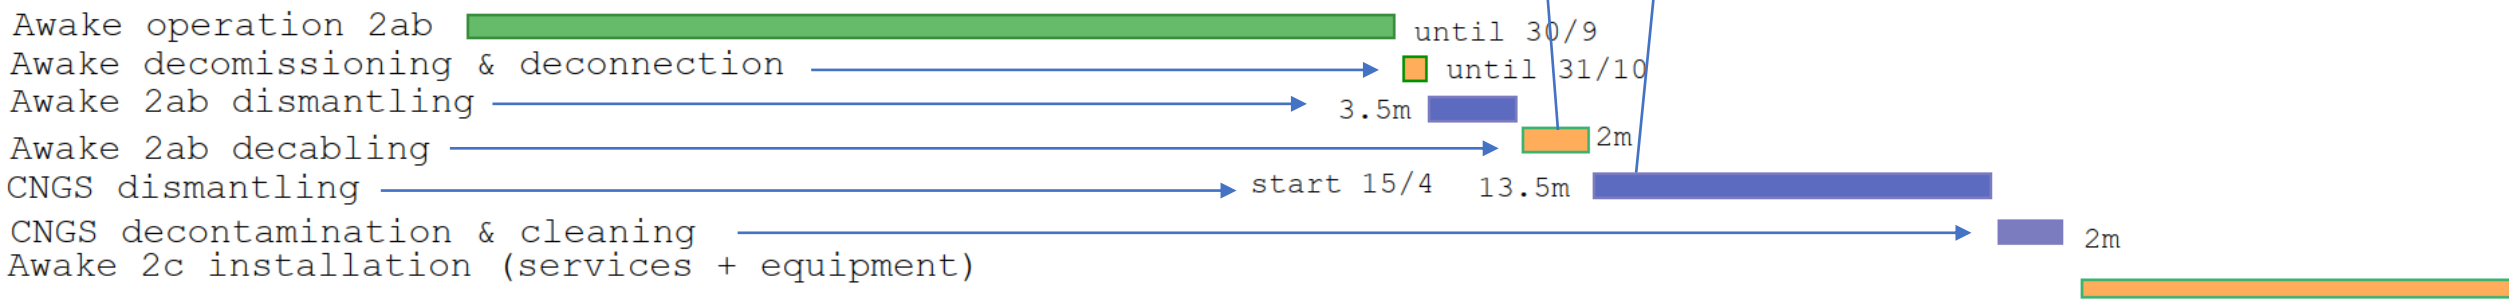 Awake operation 2ab until 30/9
Awake decomissioning & deconnection until 31/10
Awake 2ab dismantling 3.5m
Awake 2ab decabling 2m
CNGS dismantling start 15/4 13.5m
CNGS decontamination & cleaning 2m
Awake 2c installation (services + equipment)